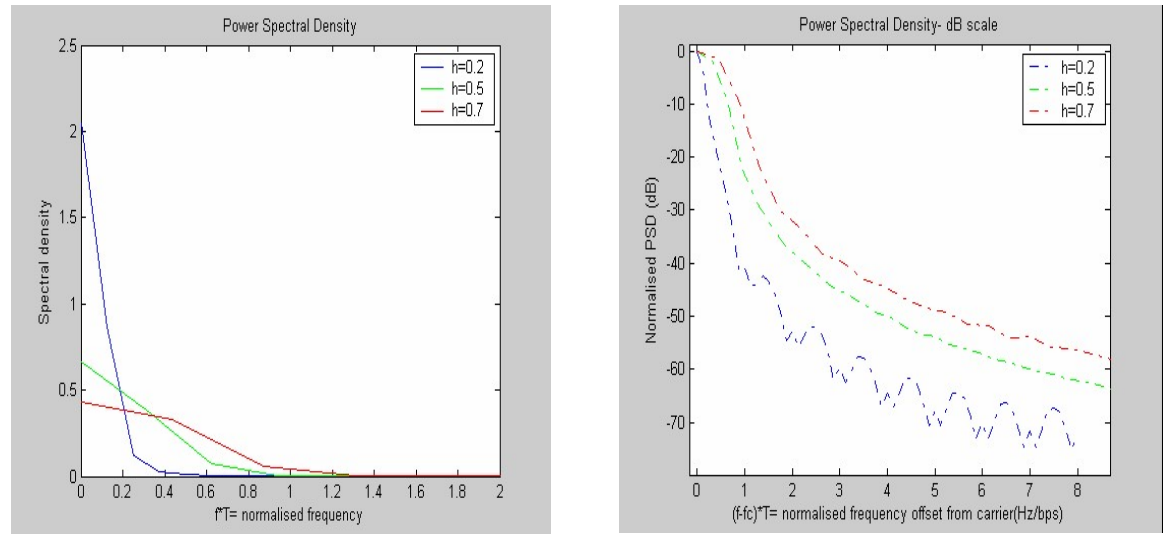 Power Spectral Density
2.5
2
1.5
1
0.5
0
Spectral density
0 0.2 0.4 0.6 0.8 1 1.2 1.4 1.6 1.8 2
f*T= normalised frequency
h=0.2
h=0.5
h=0.7
Power Spectral Density- dB scale
0
-10
-20
-30
-40
-50
-60
-70
Normalised PSD (dB)
0 1 2 3 4 5 6 7 8
(f-fc)*T= normalised frequency offset from carrier(Hz/bps)
h=0.2
h=0.5
h=0.7